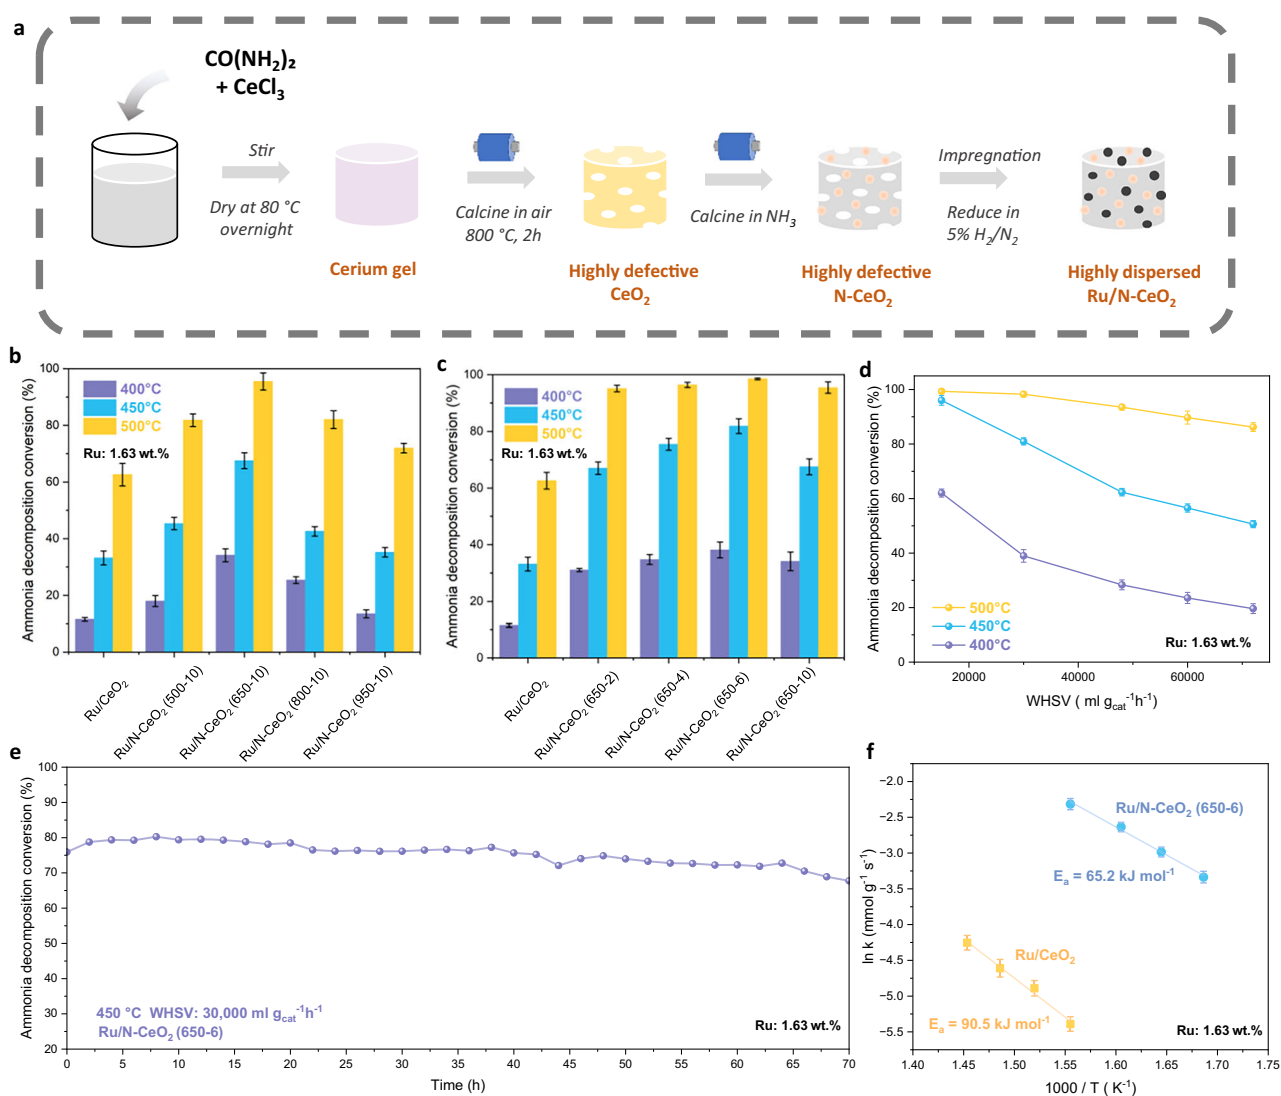 a
CO(NH₂)₂
+ CeCl₃
Stir
Dry at 80 °C
overnight
Cerium gel
Calcine in air
800 °C, 2h
Highly defective
CeO₂
Calcine in NH₃
Highly defective
N-CeO₂
Impregnation
Reduce in
5% H₂/N₂
Highly dispersed
Ru/N-CeO₂
b
Ammonia decomposition conversion (%)
100
80
60
40
20
0
400°C
450°C
500°C
Ru: 1.63 wt.%
Ru/CeO₂
Ru/N-CeO₂ (500-10)
Ru/N-CeO₂ (650-10)
Ru/N-CeO₂ (800-10)
Ru/N-CeO₂ (950-10)
c
Ammonia decomposition conversion (%)
100
80
60
40
20
0
400°C
450°C
500°C
Ru: 1.63 wt.%
Ru/CeO₂
Ru/N-CeO₂ (650-2)
Ru/N-CeO₂ (650-4)
Ru/N-CeO₂ (650-6)
Ru/N-CeO₂ (650-10)
d
Ammonia decomposition conversion (%)
100
80
60
40
20
0
500°C
450°C
400°C
Ru: 1.63 wt.%
20000 40000 60000
WHSV ( ml g_cat⁻¹h⁻¹)
e
Ammonia decomposition conversion (%)
100
90
80
70
60
50
40
30
20
450 °C WHSV: 30,000 ml g_cat⁻¹h⁻¹
Ru/N-CeO₂ (650-6)
Ru: 1.63 wt.%
0 5 10 15 20 25 30 35 40 45 50 55 60 65 70
Time (h)
f
ln k (mmol g⁻¹ s⁻¹)
−2.0
−2.5
−3.0
−3.5
−4.0
−4.5
−5.0
−5.5
Ru/N-CeO₂ (650-6)
Eₐ = 65.2 kJ mol⁻¹
Ru/CeO₂
Eₐ = 90.5 kJ mol⁻¹
Ru: 1.63 wt.%
1.40 1.45 1.50 1.55 1.60 1.65 1.70 1.75
1000 / T ( K⁻¹)